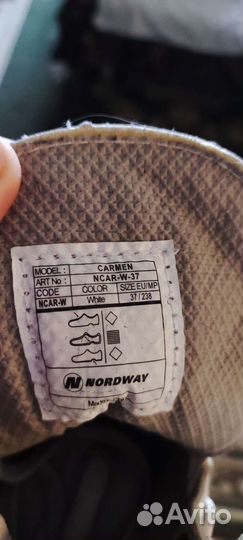 MODEL: CARMEN
ART No: NCAR-W-37
CODE COLOR SIZE EU/MP
NCAR-W White 37 / 238
NORDWAY
Avito